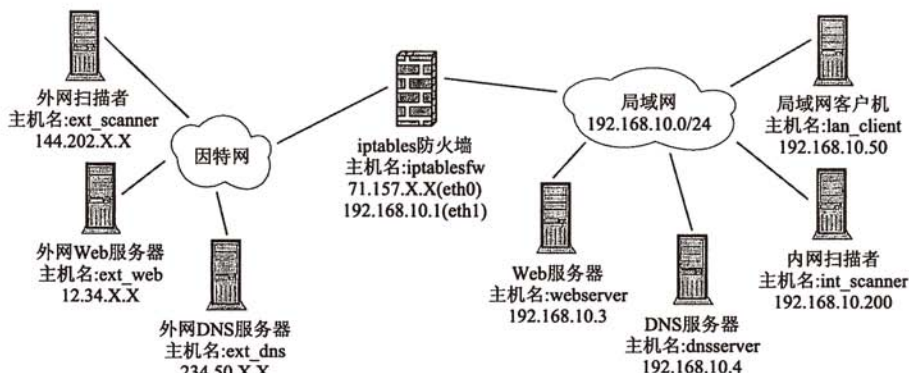 外网扫描者
主机名:ext_scanner
144.202.X.X
因特网
外网Web服务器
主机名:ext_web
12.34.X.X
外网DNS服务器
主机名:ext_dns
234.50.X.X
iptables防火墙
主机名:iptablesfw
71.157.X.X(eth0)
192.168.10.1(eth1)
局域网
192.168.10.0/24
局域网客户机
主机名:lan_client
192.168.10.50
Web服务器
主机名:webserver
192.168.10.3
DNS服务器
主机名:dnsserver
192.168.10.4
内网扫描者
主机名:int_scanner
192.168.10.200